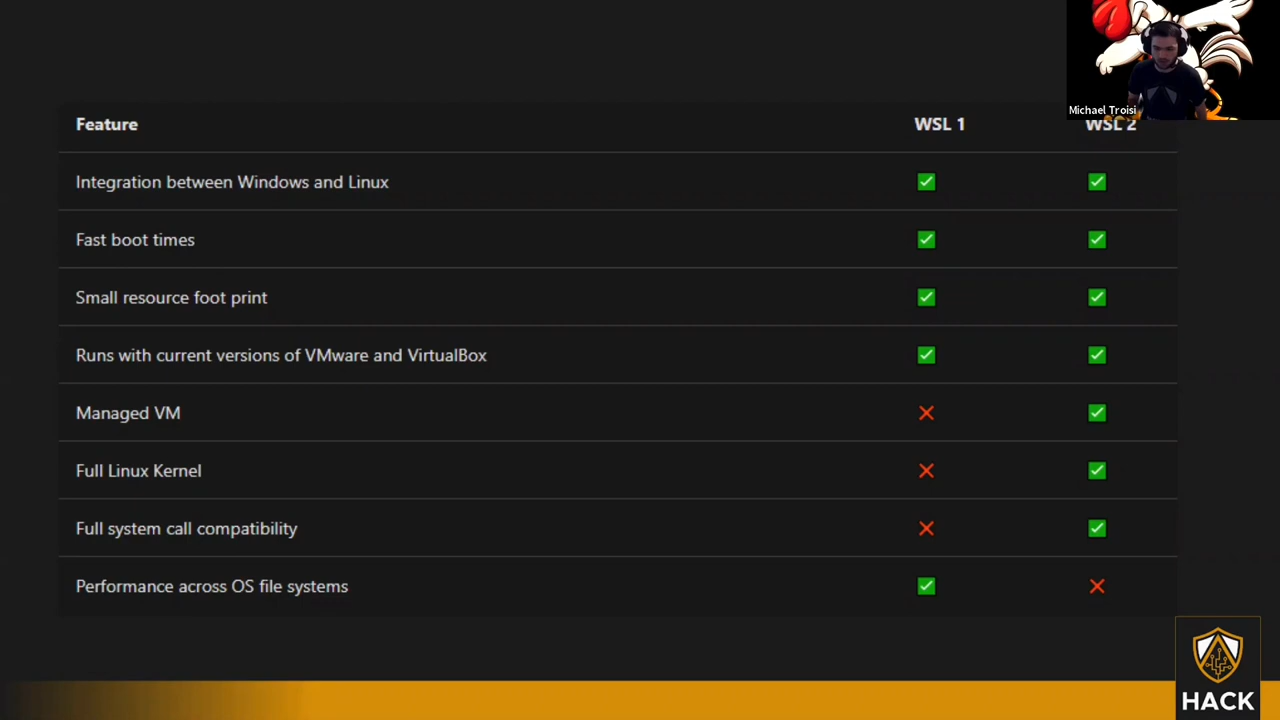 Michael Troisi
Feature WSL 1 WSL 2
Integration between Windows and Linux ✅ ✅
Fast boot times ✅ ✅
Small resource foot print ✅ ✅
Runs with current versions of VMware and VirtualBox ✅ ✅
Managed VM ❌ ✅
Full Linux Kernel ❌ ✅
Full system call compatibility ❌ ✅
Performance across OS file systems ✅ ❌
HACK